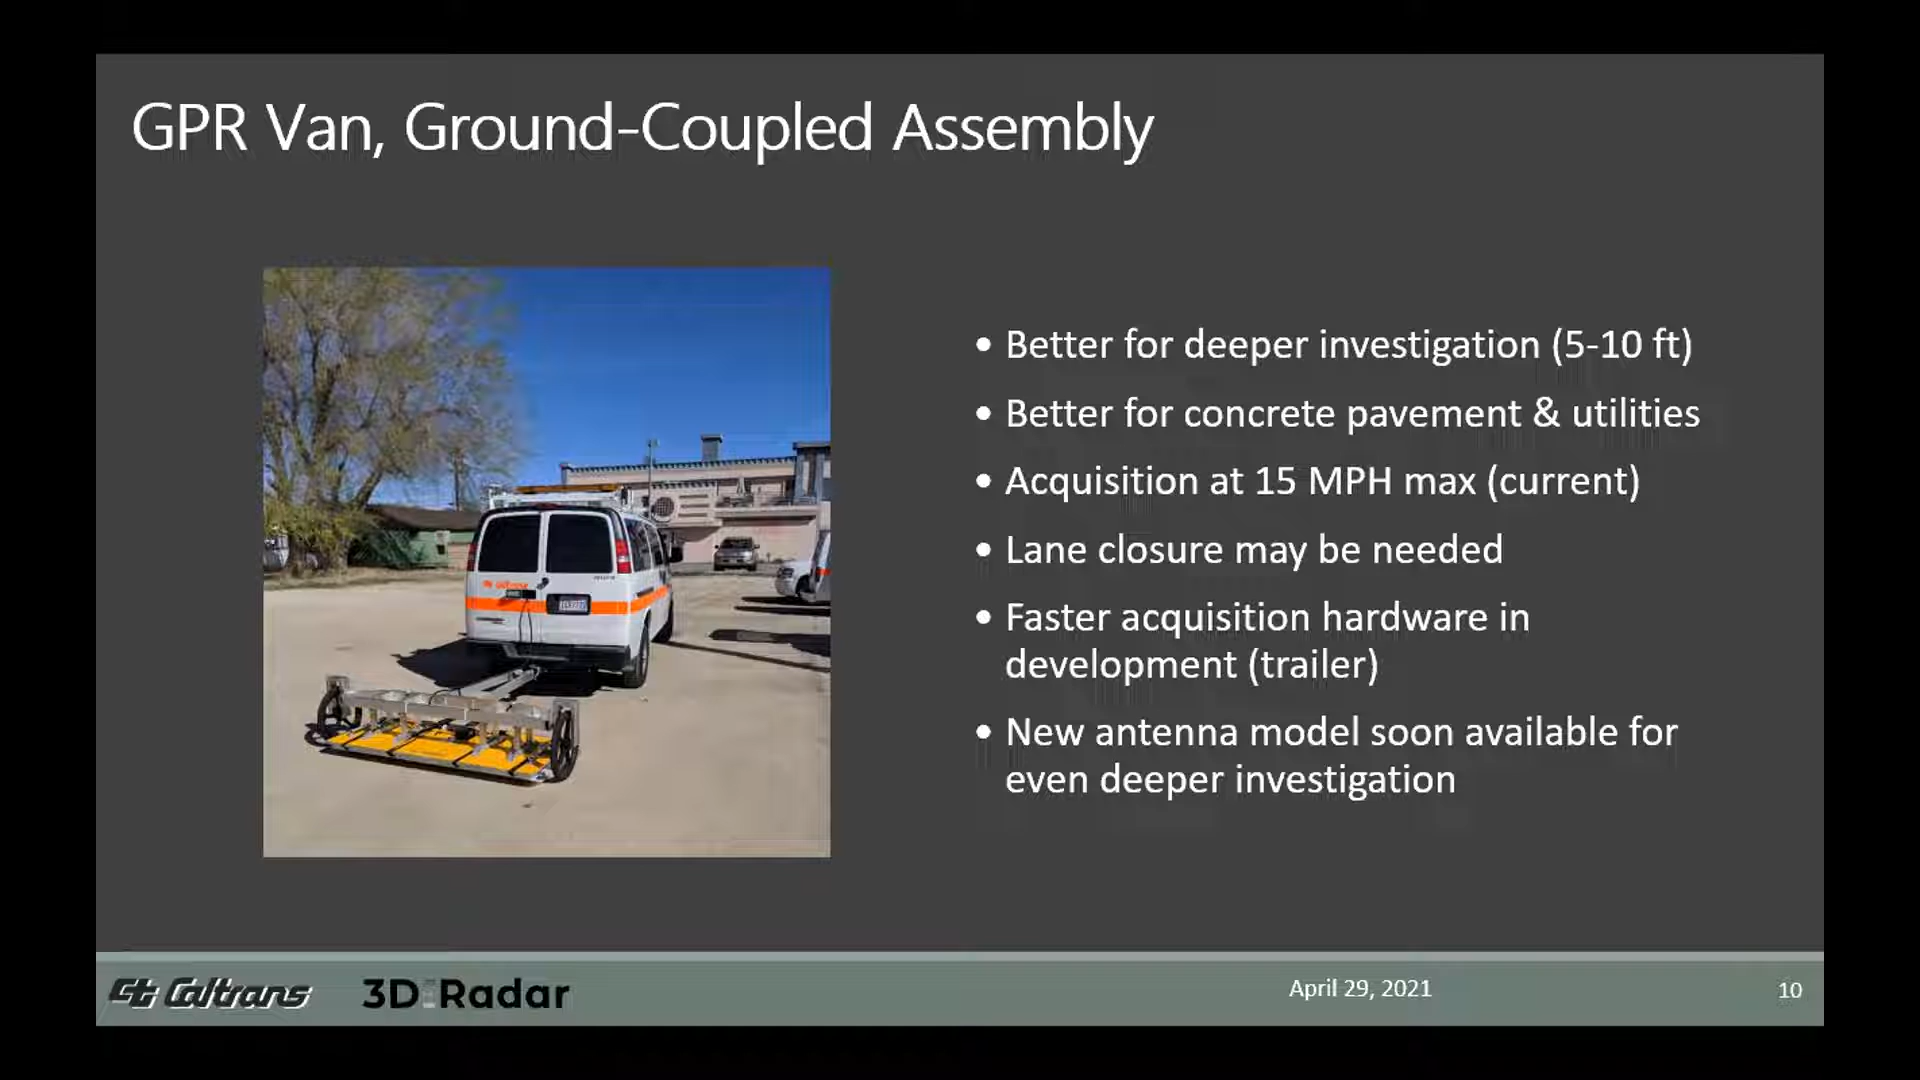 GPR Van, Ground-Coupled Assembly
• Better for deeper investigation (5-10 ft)
• Better for concrete pavement & utilities
• Acquisition at 15 MPH max (current)
• Lane closure may be needed
• Faster acquisition hardware in
development (trailer)
• New antenna model soon available for
even deeper investigation
Ct Caltrans
3D-Radar
April 29, 2021
10